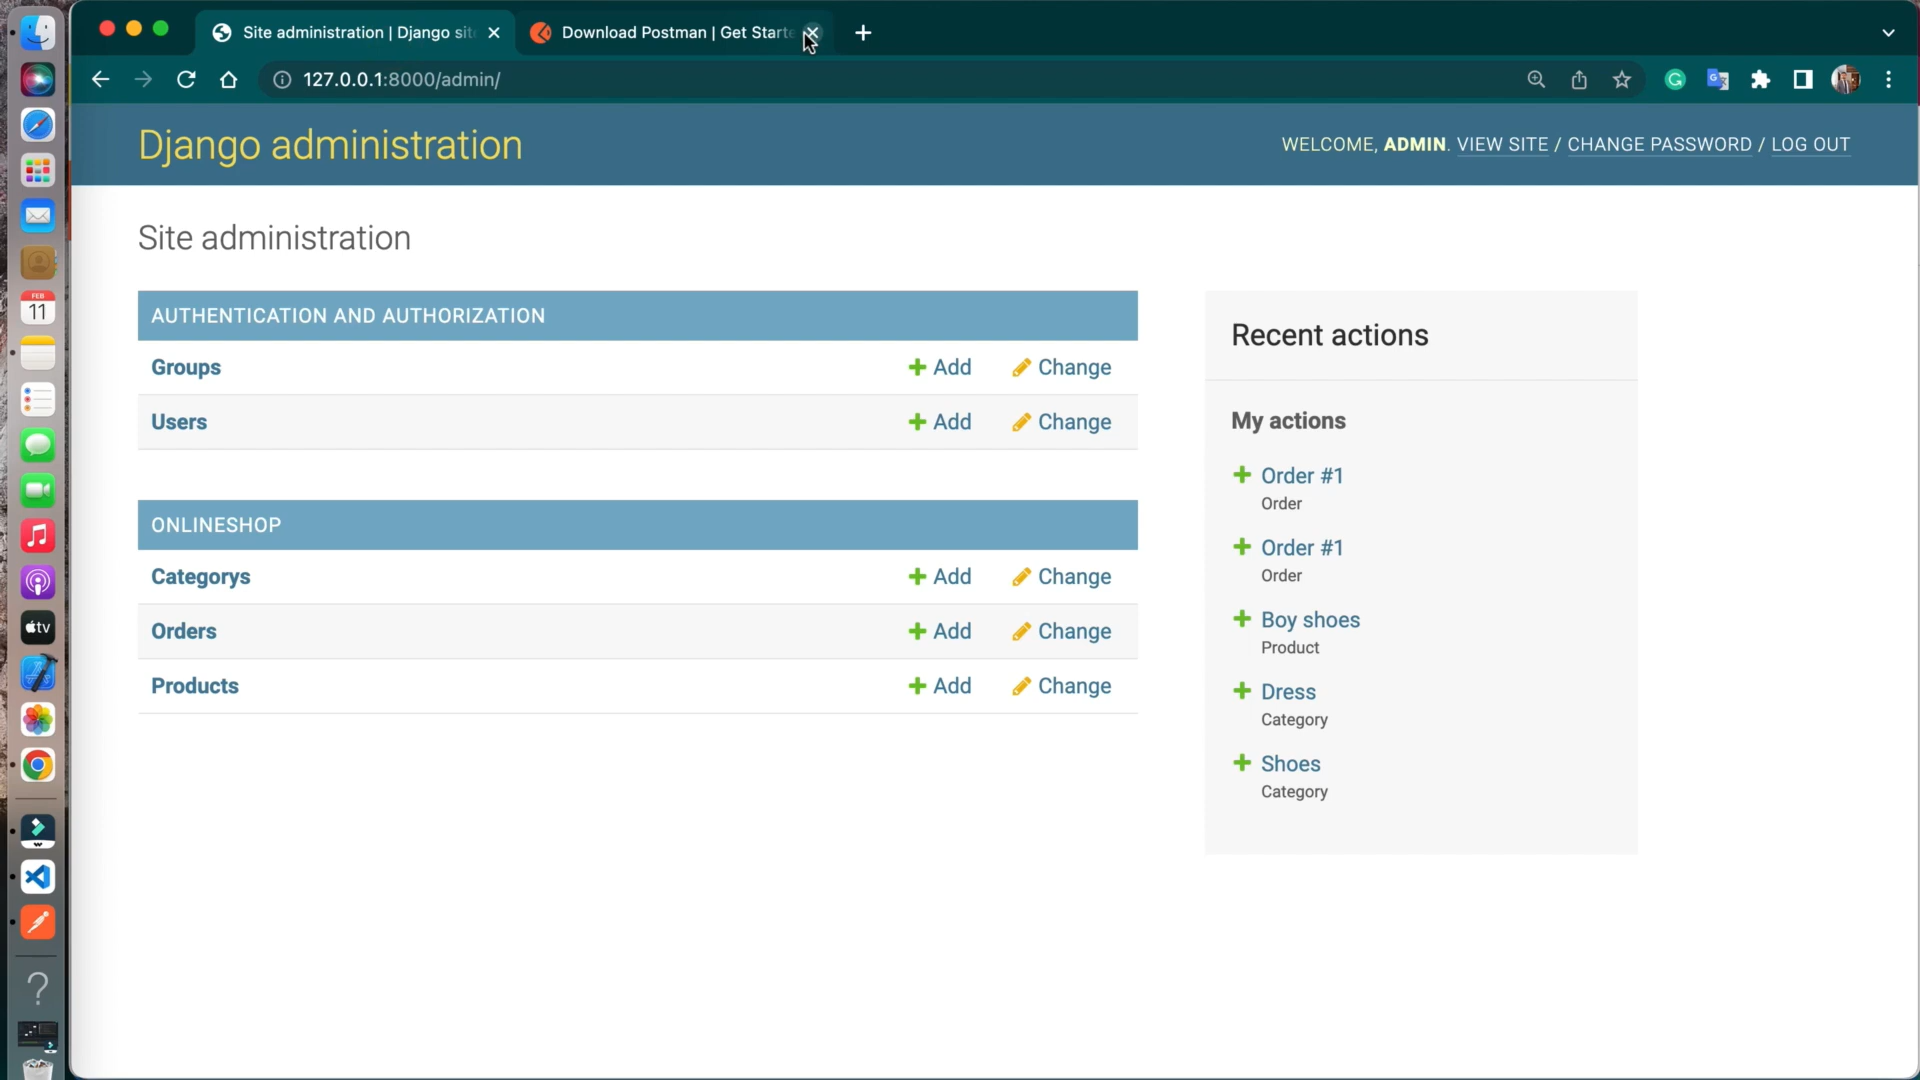 Site administration | Django sit
Download Postman | Get Starte
127.0.0.1:8000/admin/
Django administration
WELCOME, ADMIN. VIEW SITE / CHANGE PASSWORD / LOG OUT
Site administration
AUTHENTICATION AND AUTHORIZATION
Groups Add Change
Users Add Change
ONLINESHOP
Categorys Add Change
Orders Add Change
Products Add Change
Recent actions
My actions
Order #1
Order
Order #1
Order
Boy shoes
Product
Dress
Category
Shoes
Category
FEB
11
tv